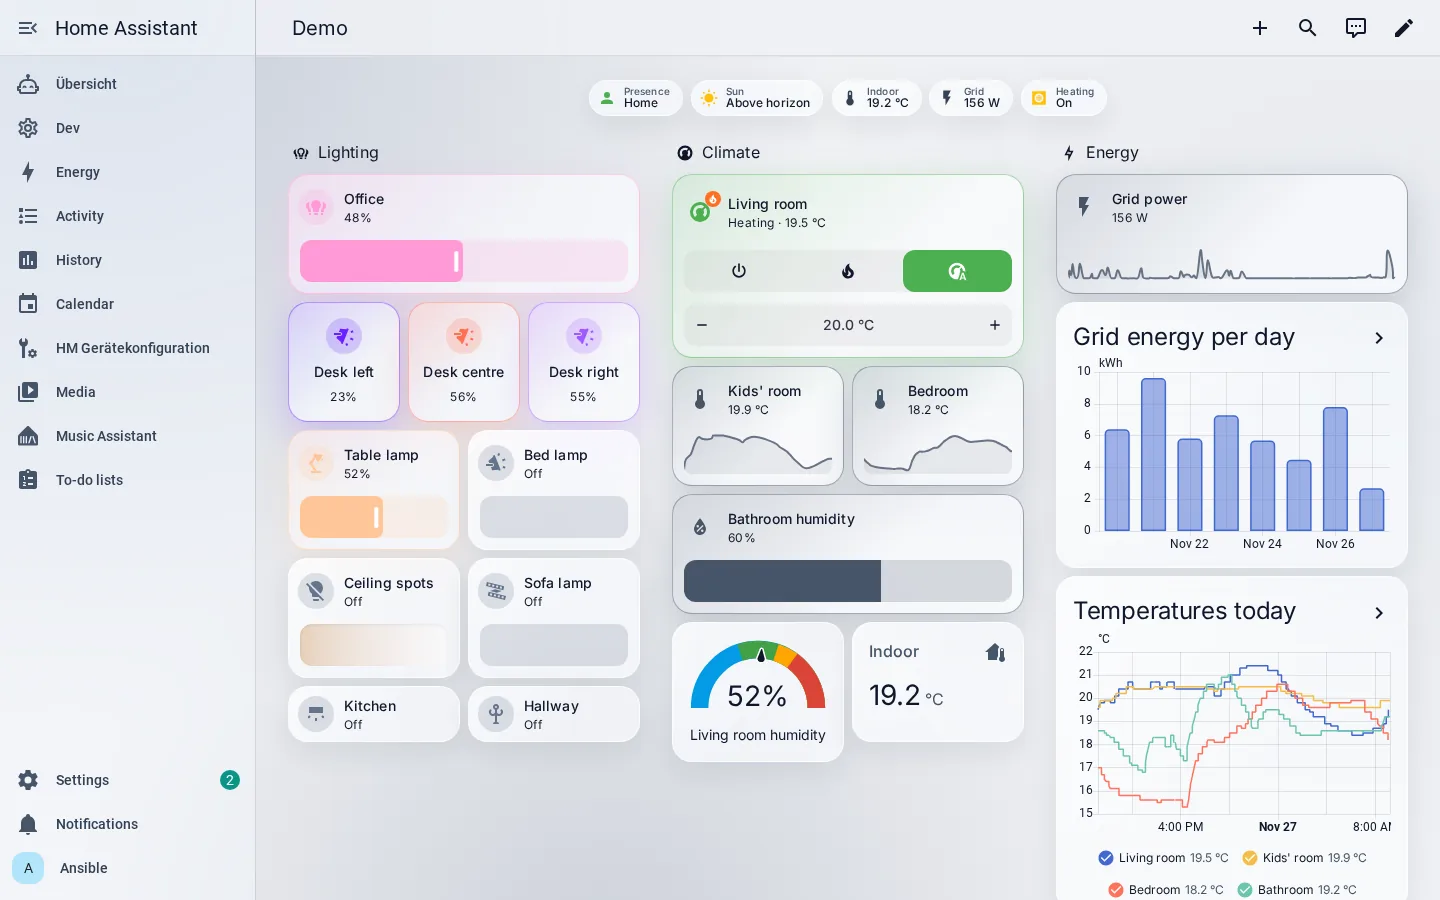 Home Assistant
Demo
Übersicht
Dev
Energy
Activity
History
Calendar
HM Gerätekonfiguration
Media
Music Assistant
To-do lists
Settings
2
Notifications
A
Ansible
Presence
Home
Sun
Above horizon
Indoor
19.2 °C
Grid
156 W
Heating
On
Lighting
Office
48%
Desk left
23%
Desk centre
56%
Desk right
55%
Table lamp
52%
Bed lamp
Off
Ceiling spots
Off
Sofa lamp
Off
Kitchen
Off
Hallway
Off
Climate
Living room
Heating · 19.5 °C
A
20.0 °C
Kids' room
19.9 °C
Bedroom
18.2 °C
Bathroom humidity
60%
52%
Living room humidity
Indoor
19.2 °C
Energy
Grid power
156 W
Grid energy per day
kWh
10
8
6
4
2
0
Nov 22 Nov 24 Nov 26
Temperatures today
°C
22
21
20
19
18
17
16
15
4:00 PM Nov 27 8:00 AM
Living room 19.5 °C Kids' room 19.9 °C
Bedroom 18.2 °C Bathroom 19.2 °C